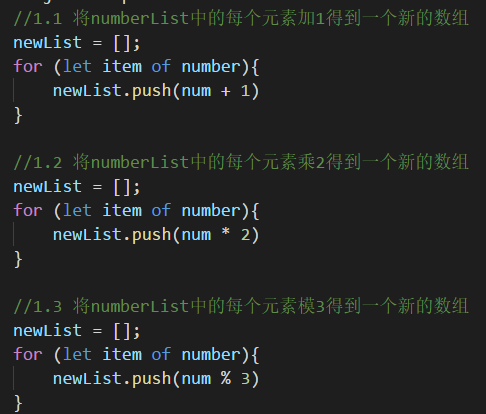 //1.1 将numberList中的每个元素加1得到一个新的数组
newList = [];
for (let item of number){
    newList.push(num + 1)
}
//1.2 将numberList中的每个元素乘2得到一个新的数组
newList = [];
for (let item of number){
    newList.push(num * 2)
}
//1.3 将numberList中的每个元素模3得到一个新的数组
newList = [];
for (let item of number){
    newList.push(num % 3)
}